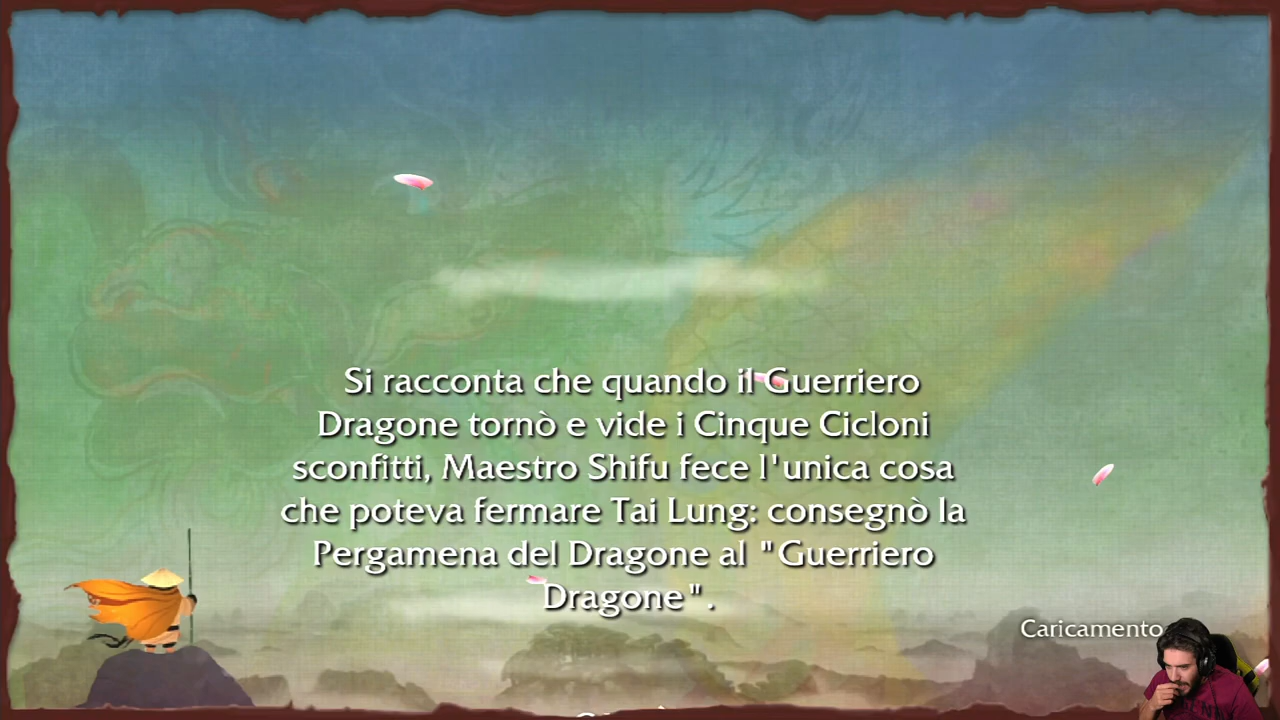 Si racconta che quando il Guerriero
Dragone tornò e vide i Cinque Cicloni
sconfitti, Maestro Shifu fece l'unica cosa
che poteva fermare Tai Lung: consegnò la
Pergamena del Dragone al "Guerriero
Dragone".
Caricamento